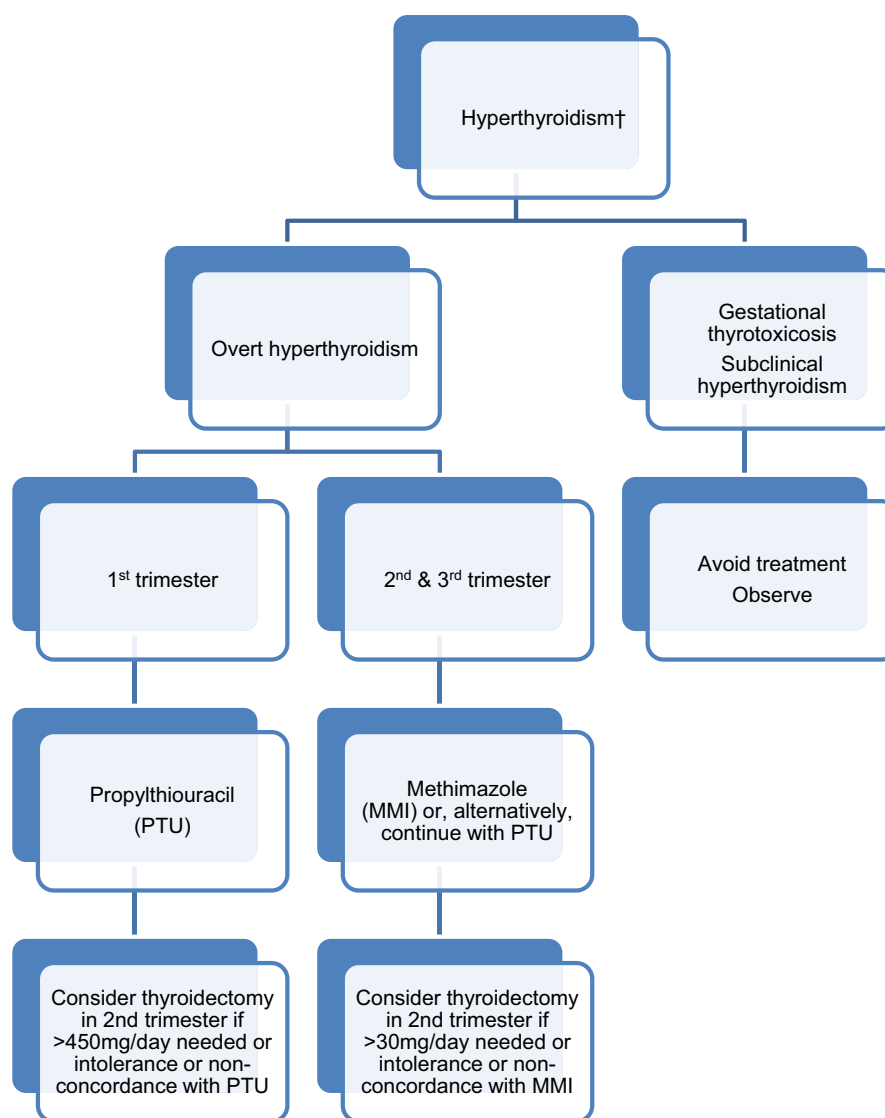 Hyperthyroidism†
Overt hyperthyroidism
Gestational
thyrotoxicosis
Subclinical
hyperthyroidism
1st trimester
2nd & 3rd trimester
Avoid treatment
Observe
Propylthiouracil
(PTU)
Methimazole
(MMI) or, alternatively,
continue with PTU
Consider thyroidectomy
in 2nd trimester if
>450mg/day needed or
intolerance or non-
concordance with PTU
Consider thyroidectomy
in 2nd trimester if
>30mg/day needed or
intolerance or non-
concordance with MMI